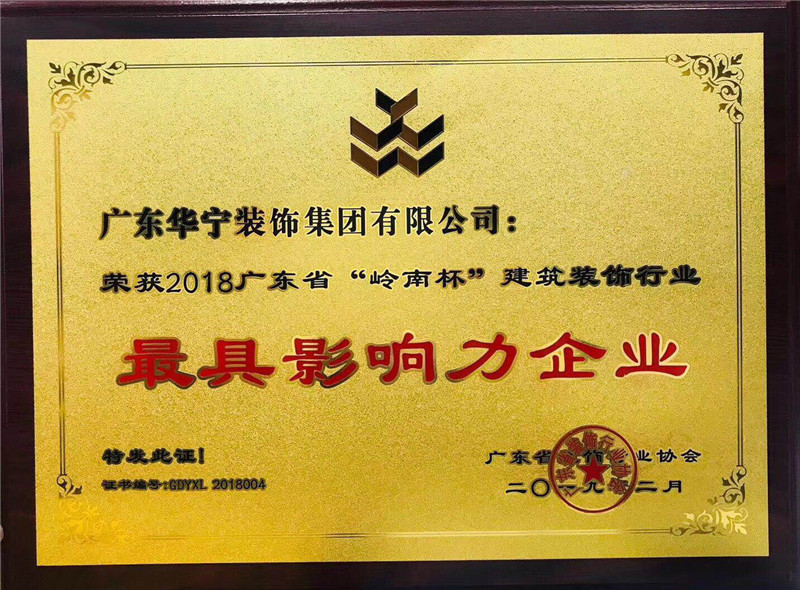 广东华宁装饰集团有限公司：
荣获2018广东省“岭南杯”建筑装饰行业
最具影响力企业
特发此证！
证书编号:GDYXL 2018004
广东省装饰行业协会
二〇一九年二月